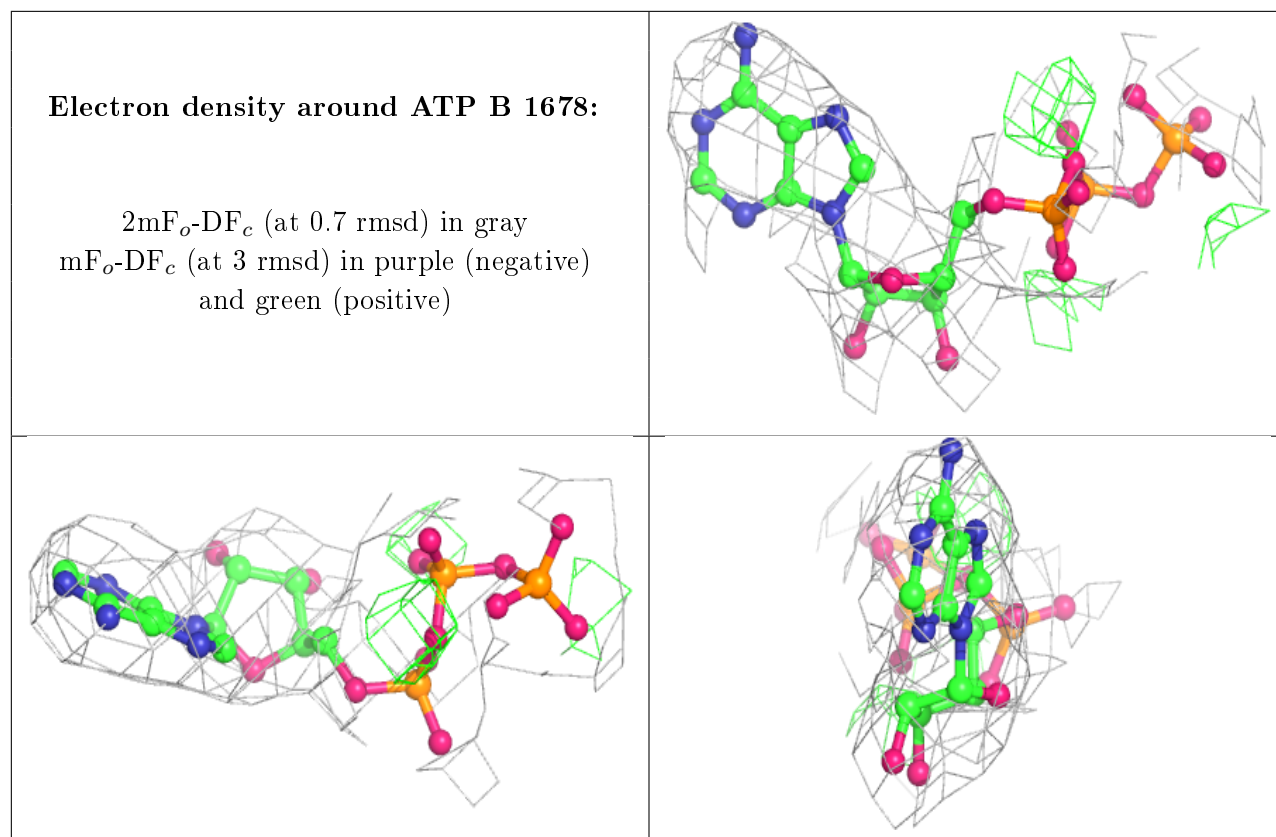 Electron density around ATP B 1678:
2mFo-DFc (at 0.7 rmsd) in gray
mFo-DFc (at 3 rmsd) in purple (negative)
and green (positive)